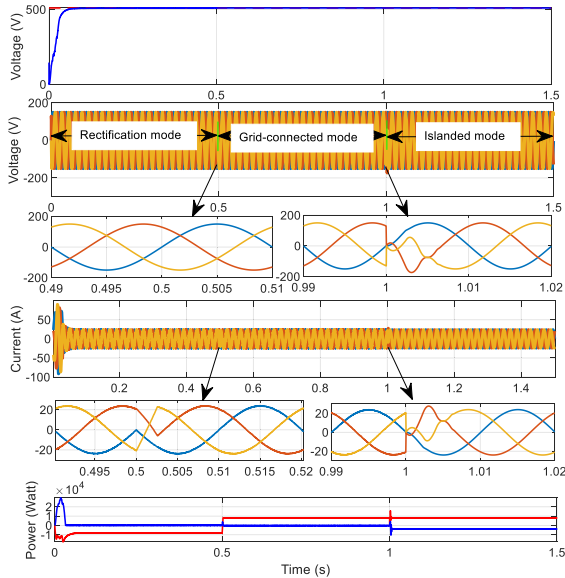 500
0
Voltage (V)
0 0.5 1 1.5
200
0
-200
Voltage (V)
Rectification mode
Grid-connected mode
Islanded mode
0 0.5 1 1.5
200
0
-200
0.49 0.495 0.5 0.505 0.51
200
0
-200
0.99 1 1.01 1.02
50
0
-50
-100
Current (A)
0.2 0.4 0.6 0.8 1.0 1.2 1.4
20
0
-20
0.495 0.5 0.505 0.51 0.515 0.52
20
0
-20
0.99 1 1.01 1.02
×10⁴
2
1
0
-1
Power (Watt)
0 0.5 1 1.5
Time (s)